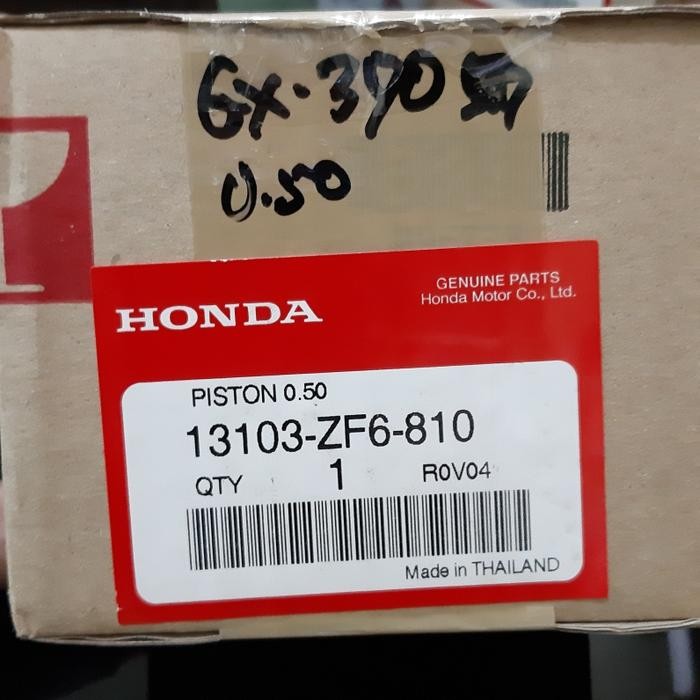 GX-390
0.50
HONDA
GENUINE PARTS
Honda Motor Co., Ltd.
PISTON 0.50
13103-ZF6-810
QTY 1 R0V04
Made in THAILAND